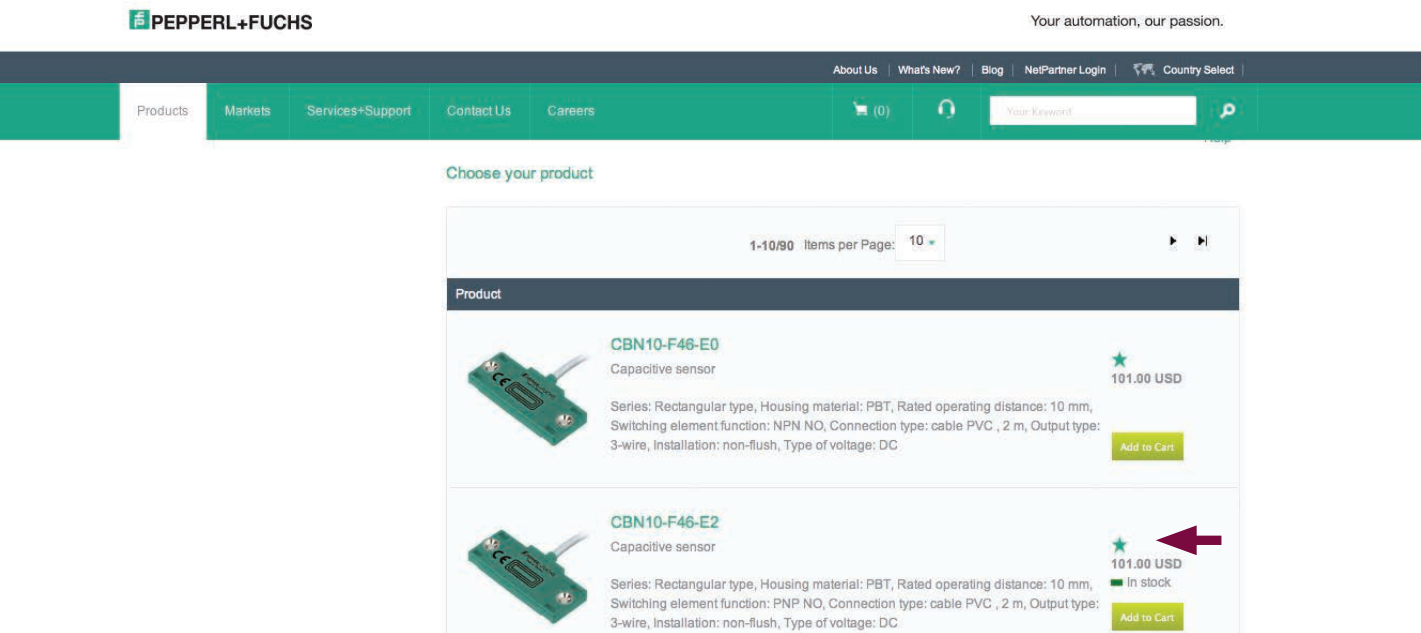 PEPPERL+FUCHS
Your automation, our passion.
About Us | What's New? | Blog | NetPartner Login | Country Select |
Products Markets Services+Support Contact Us Careers (0) Your Keyword
Help
Choose your product
1-10/90 Items per Page: 10
Product
CBN10-F46-E0
Capacitive sensor
Series: Rectangular type, Housing material: PBT, Rated operating distance: 10 mm,
Switching element function: NPN NO, Connection type: cable PVC , 2 m, Output type:
3-wire, Installation: non-flush, Type of voltage: DC
101.00 USD
Add to Cart
CBN10-F46-E2
Capacitive sensor
Series: Rectangular type, Housing material: PBT, Rated operating distance: 10 mm,
Switching element function: PNP NO, Connection type: cable PVC , 2 m, Output type:
3-wire, Installation: non-flush, Type of voltage: DC
101.00 USD
In stock
Add to Cart